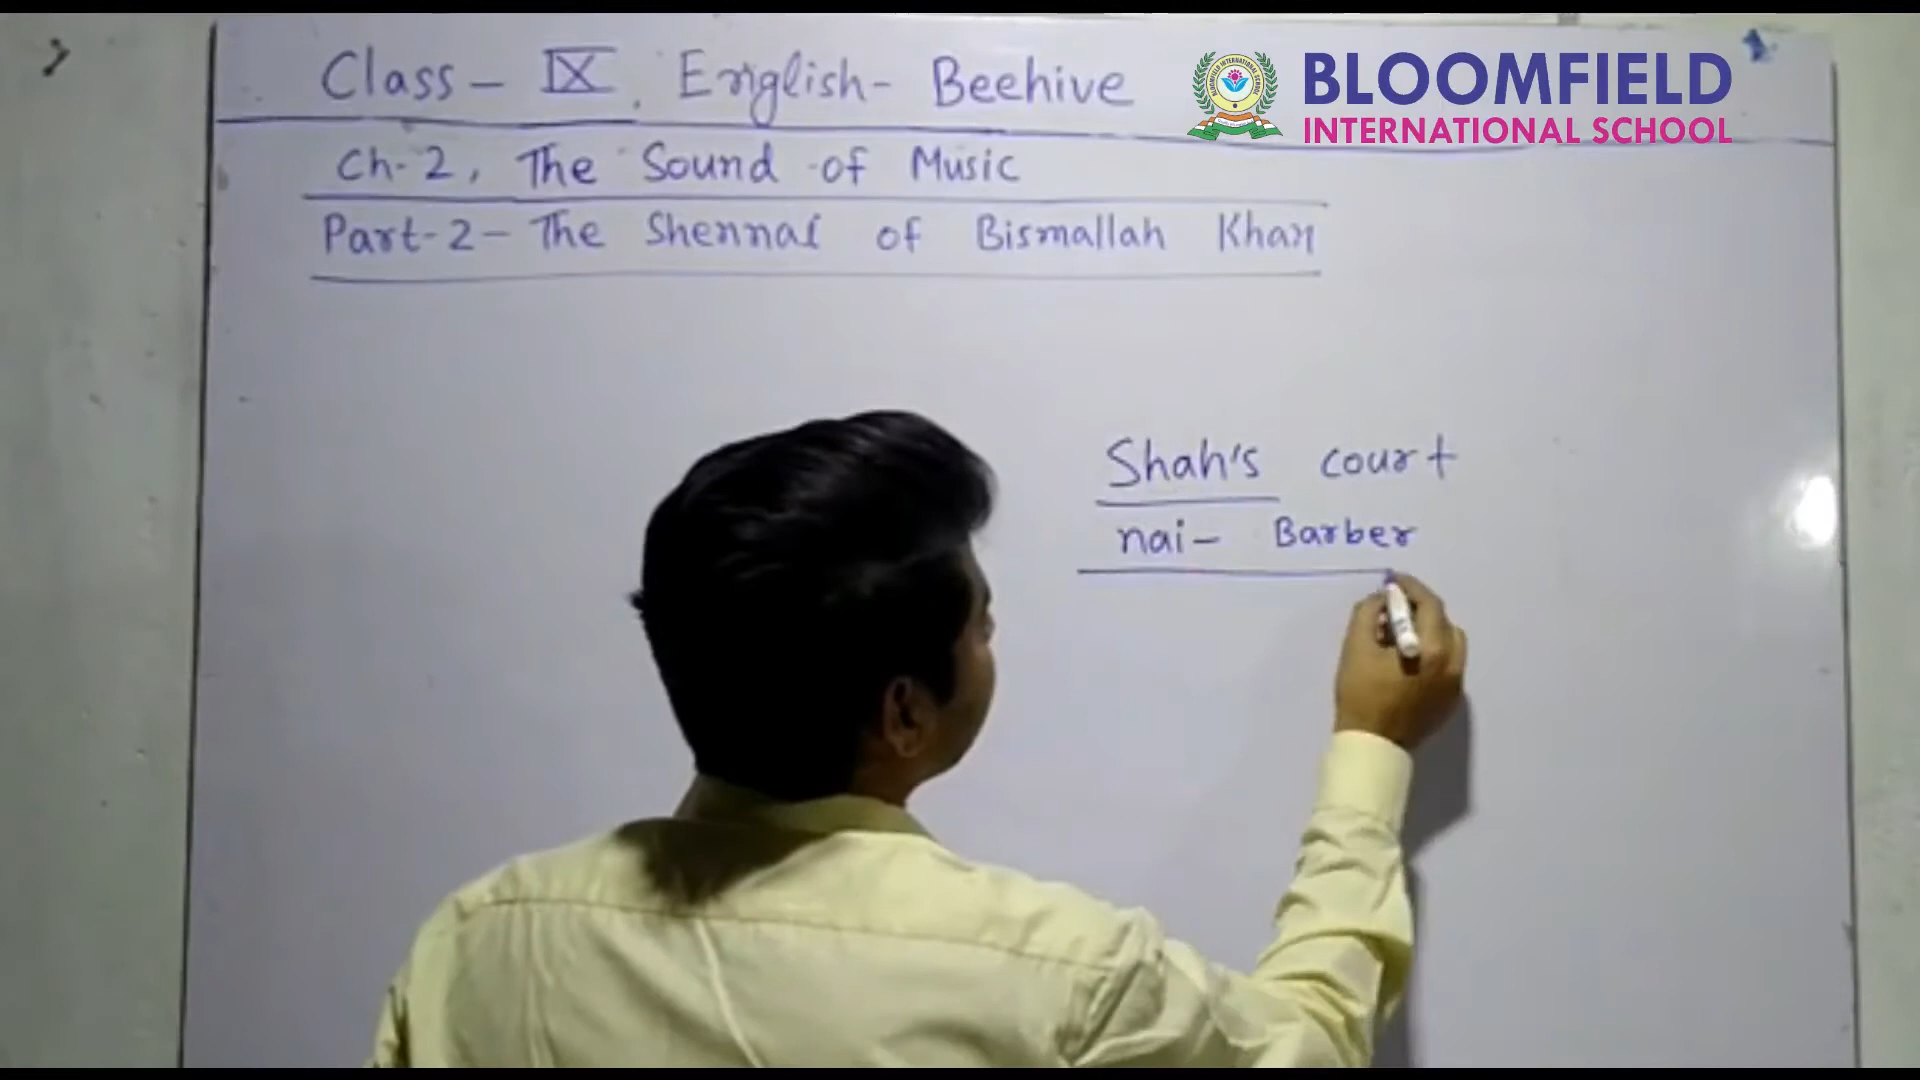 Class - IX, English - Beehive
BLOOMFIELD
INTERNATIONAL SCHOOL
Ch-2, The Sound of Music
Part-2- The Shennai of Bismallah Khan
Shah's court
nai- Barber